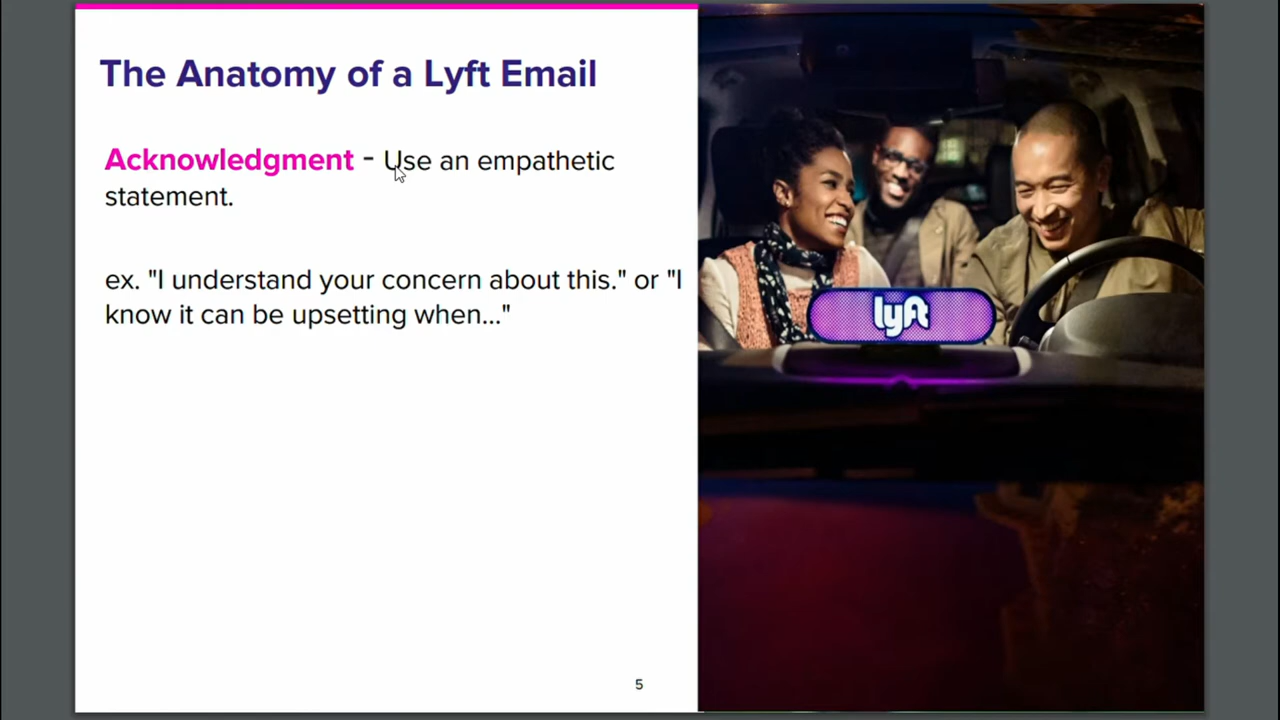 The Anatomy of a Lyft Email
Acknowledgment - Use an empathetic
statement.
ex. "I understand your concern about this." or "I
know it can be upsetting when..."
lyft
5